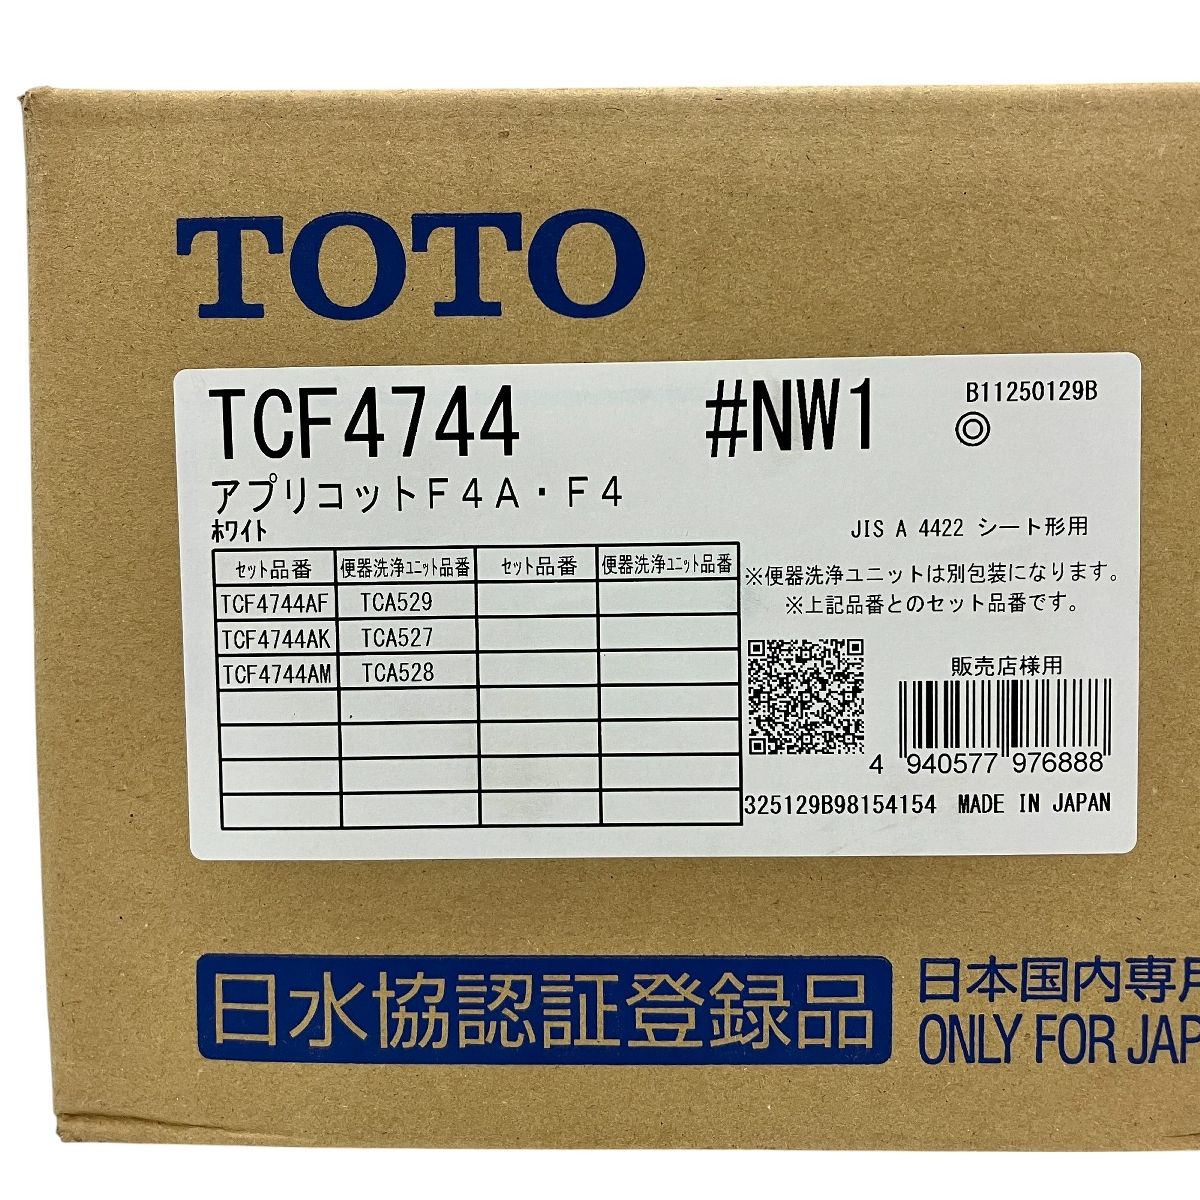 TOTO
TCF4744 #NW1 B11250129B
◎
アプリコットF4A・F4
ホワイト
JIS A 4422 シート形用
セット品番 便器洗浄ユニット品番 セット品番 便器洗浄ユニット品番
TCF4744AF TCA529
TCF4744AK TCA527
TCF4744AM TCA528
※便器洗浄ユニットは別包装になります。
※上記品番とのセット品番です。
販売店様用
4 940577 976888
325129B98154154 MADE IN JAPAN
日水協認証登録品
日本国内専用
ONLY FOR JAP